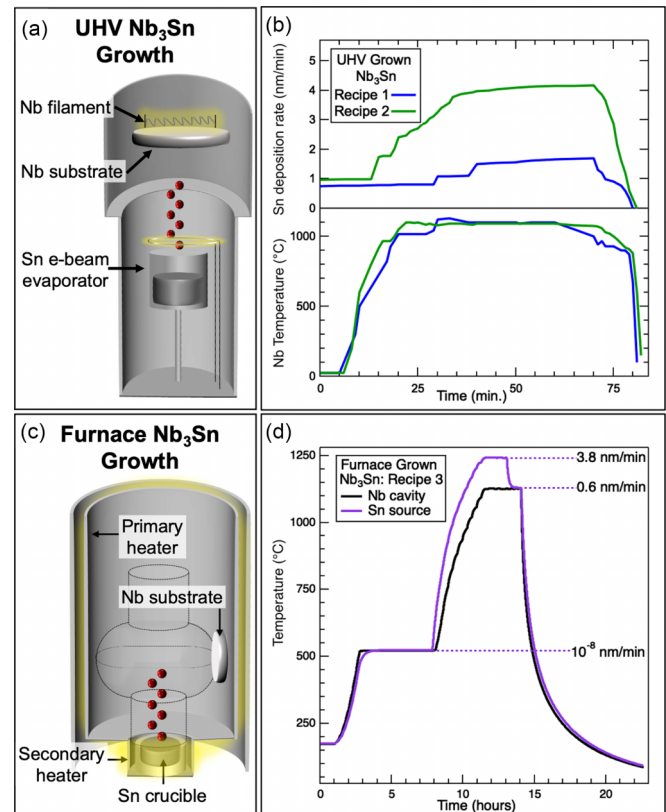 (a)
UHV Nb₃Sn
Growth
Nb filament
Nb substrate
Sn e-beam
evaporator
(b)
UHV Grown
Nb₃Sn
Recipe 1
Recipe 2
Sn deposition rate (nm/min)
5
4
3
2
1
0
Nb Temperature (°C)
1000
500
0
0
25
50
75
Time (min.)
(c)
Furnace Nb₃Sn
Growth
Primary
heater
Nb substrate
Secondary
heater
Sn crucible
(d)
Furnace Grown
Nb₃Sn: Recipe 3
Nb cavity
Sn source
3.8 nm/min
0.6 nm/min
10⁻⁸ nm/min
Temperature (°C)
1250
1000
750
500
250
0
5
10
15
20
Time (hours)